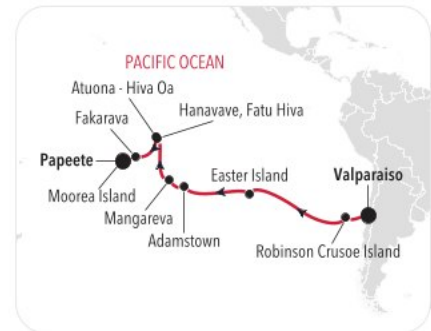 PACIFIC OCEAN
Atuona - Hiva Oa
Hanavave, Fatu Hiva
Fakarava
Papeete
Easter Island
Valparaiso
Moorea Island
Mangareva
Adamstown
Robinson Crusoe Island